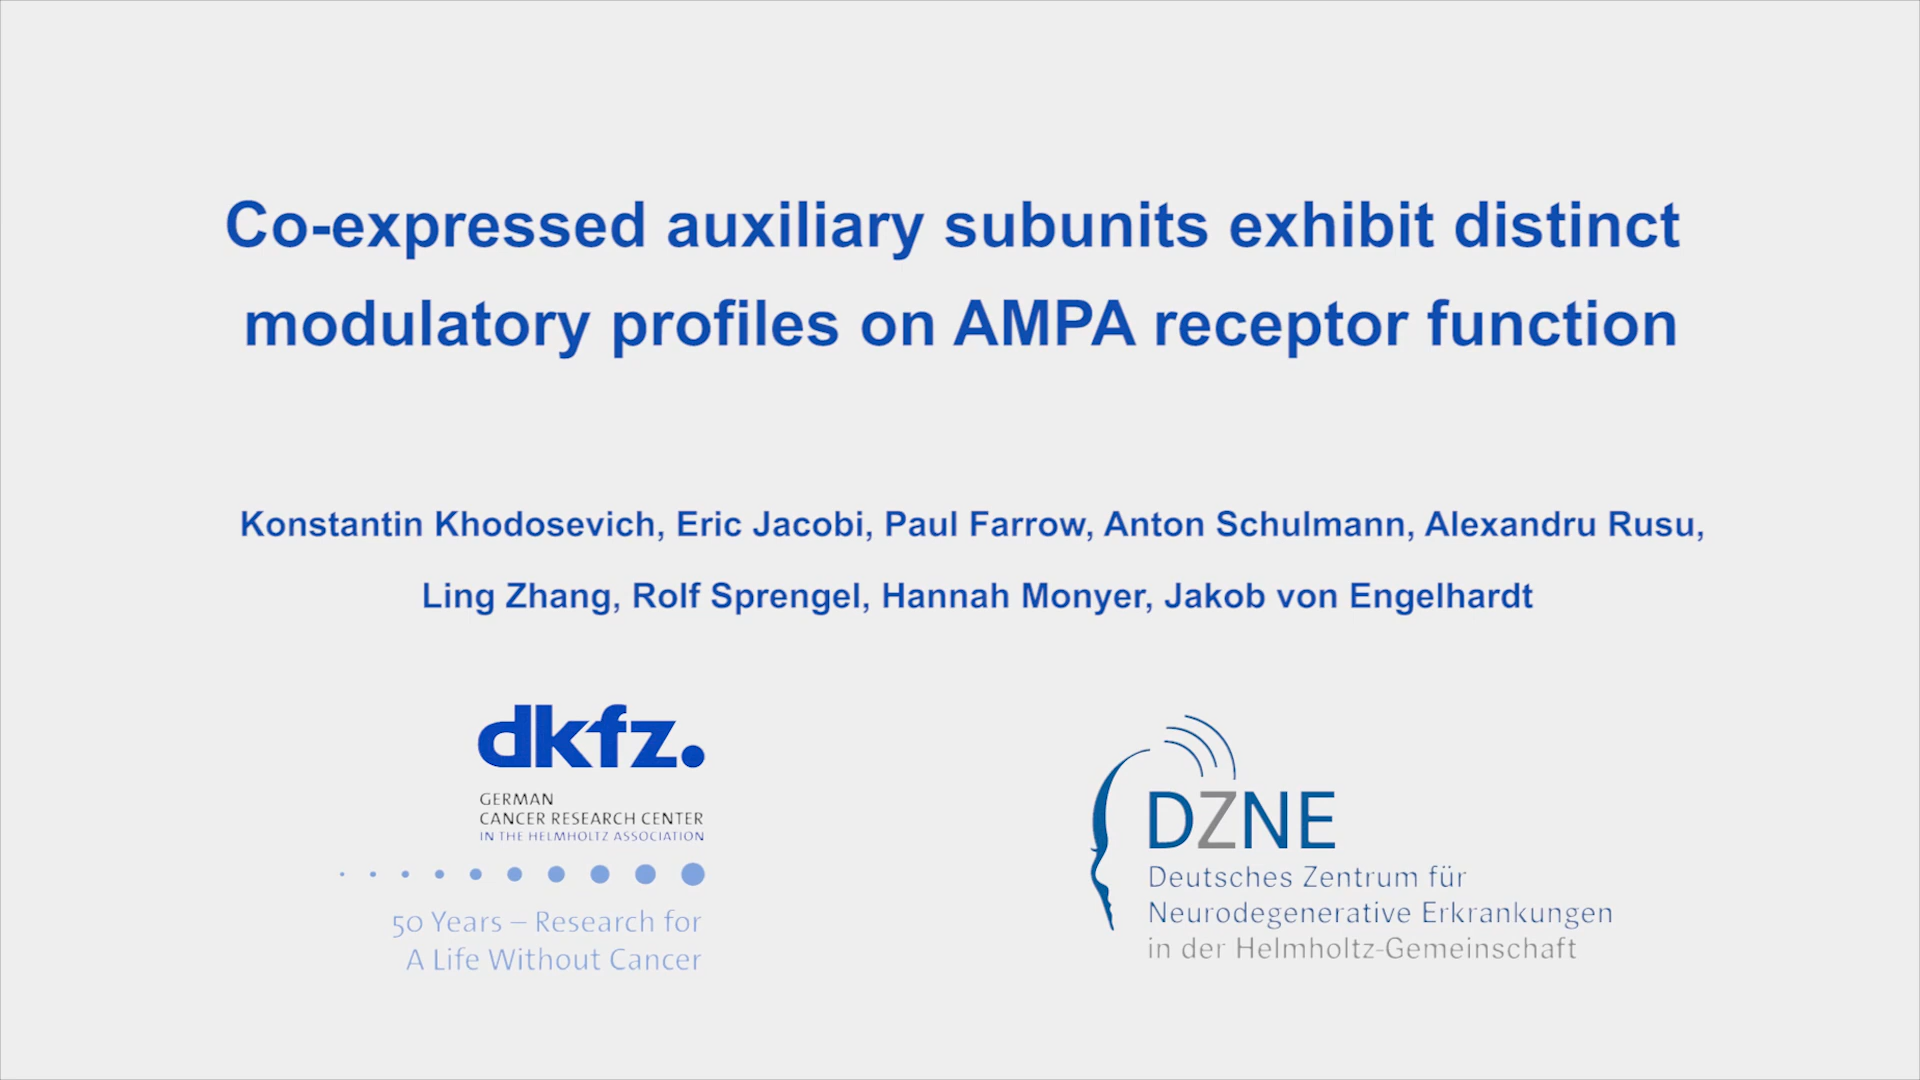 Co-expressed auxiliary subunits exhibit distinct
modulatory profiles on AMPA receptor function
Konstantin Khodosevich, Eric Jacobi, Paul Farrow, Anton Schulmann, Alexandru Rusu,
Ling Zhang, Rolf Sprengel, Hannah Monyer, Jakob von Engelhardt
dkfz.
GERMAN
CANCER RESEARCH CENTER
IN THE HELMHOLTZ ASSOCIATION
50 Years – Research for
A Life Without Cancer
DZNE
Deutsches Zentrum für
Neurodegenerative Erkrankungen
in der Helmholtz-Gemeinschaft